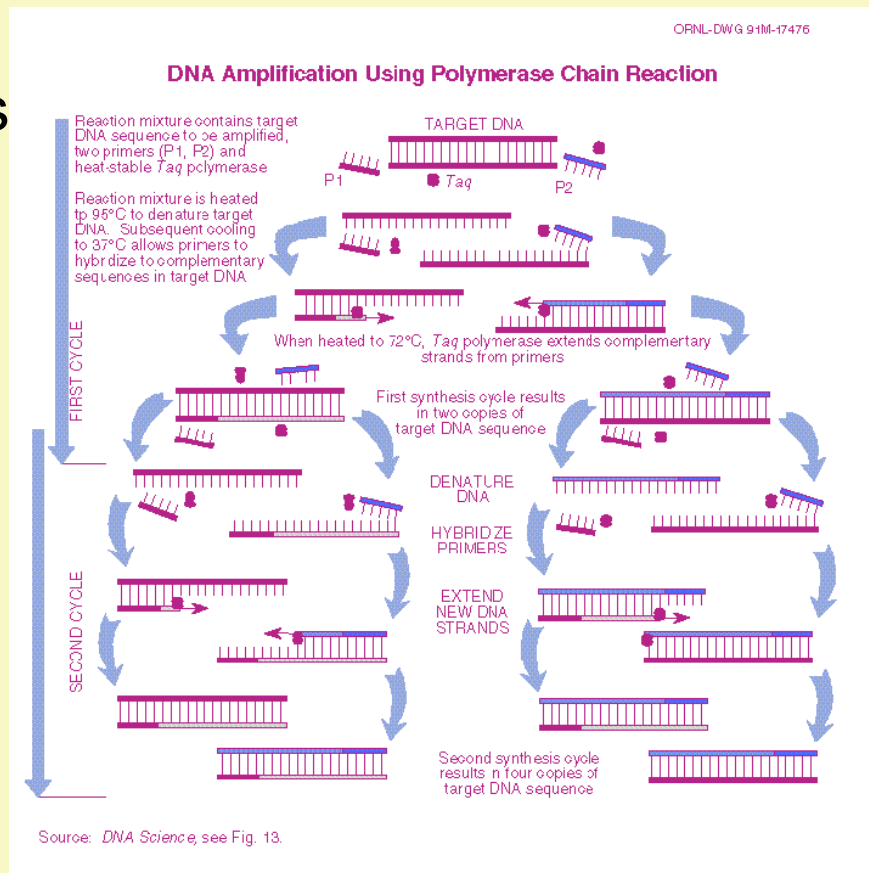 ORNL-DWG 91M-17476
DNA Amplification Using Polymerase Chain Reaction
s
Reaction mixture contains target
DNA sequence to be amplified,
two primers (P1, P2) and
heat-stable Taq polymerase
TARGET DNA
P1
Taq
P2
Reaction mixture is heated
tp 95°C to denature target
DNA. Subsequent cooling
to 37°C allows primers to
hybridize to complementary
sequences in target DNA
FIRST CYCLE
When heated to 72°C, Taq polymerase extends complementary
strands from primers
First synthesis cycle results
in two copies of
target DNA sequence
DENATURE
DNA
HYBRIDZE
PRIMERS
SECOND CYCLE
EXTEND
NEW DNA
STRANDS
Second synthesis cycle
results in four copies of
target DNA sequence
Source: DNA Science, see Fig. 13.